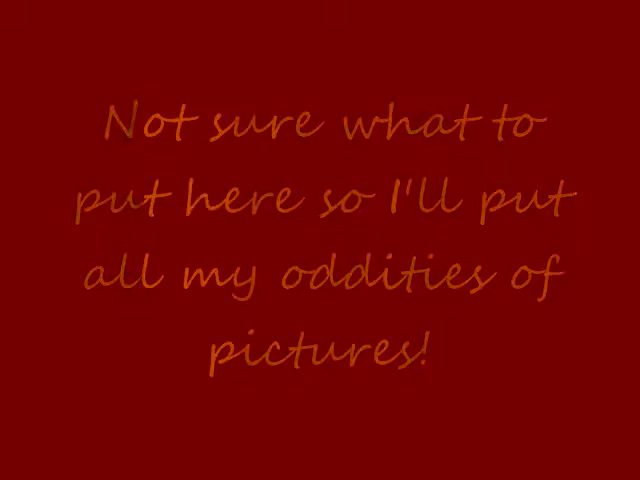 Not sure what to
put here so I'll put
all my oddities of
pictures!